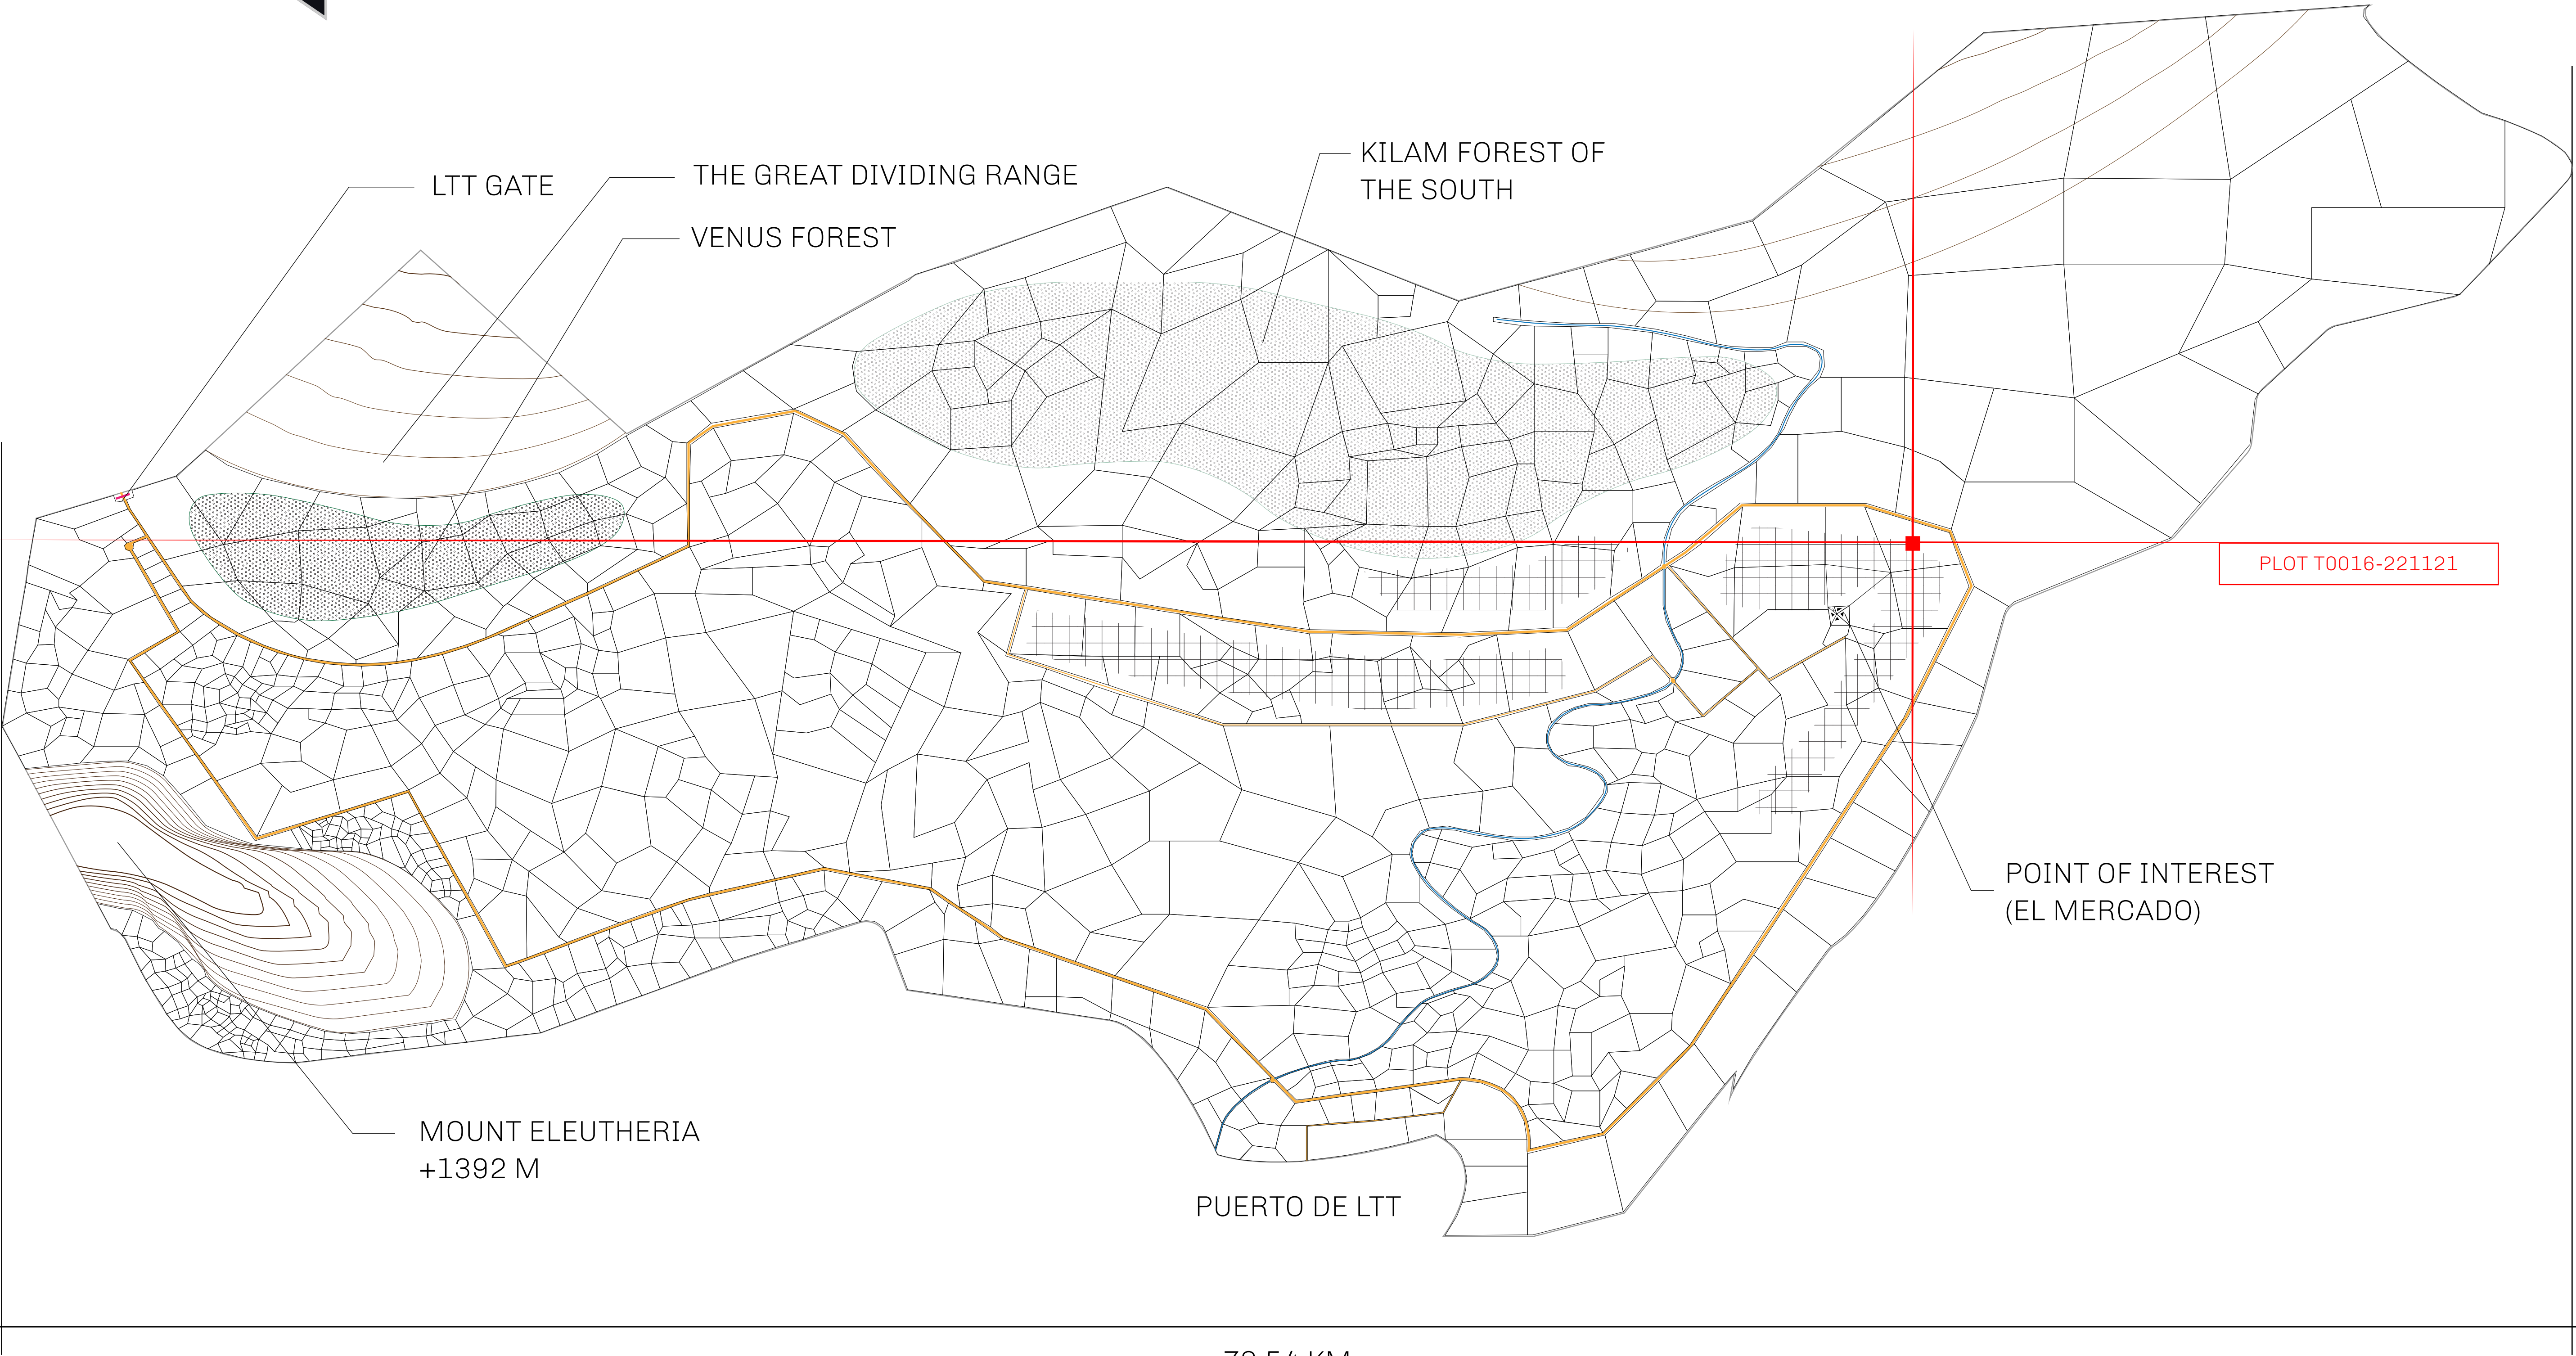 KILAM FOREST OF
THE SOUTH
LTT GATE
THE GREAT DIVIDING RANGE
VENUS FOREST
PLOT T0016-221121
POINT OF INTEREST
(EL MERCADO)
MOUNT ELEUTHERIA
+1392 M
PUERTO DE LTT
KM